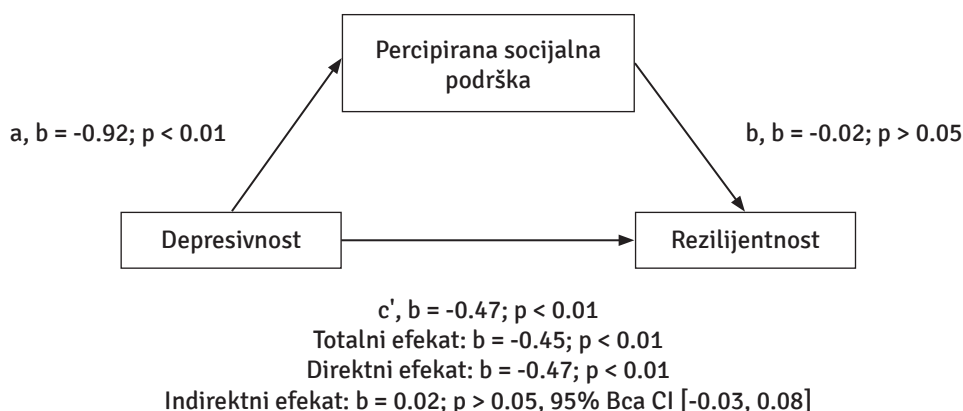 Percipirana socijalna
podrška
a, b = -0.92; p < 0.01
b, b = -0.02; p > 0.05
Depresivnost
Rezilijentnost
c', b = -0.47; p < 0.01
Totalni efekat: b = -0.45; p < 0.01
Direktni efekat: b = -0.47; p < 0.01
Indirektni efekat: b = 0.02; p > 0.05, 95% Bca CI [-0.03, 0.08]